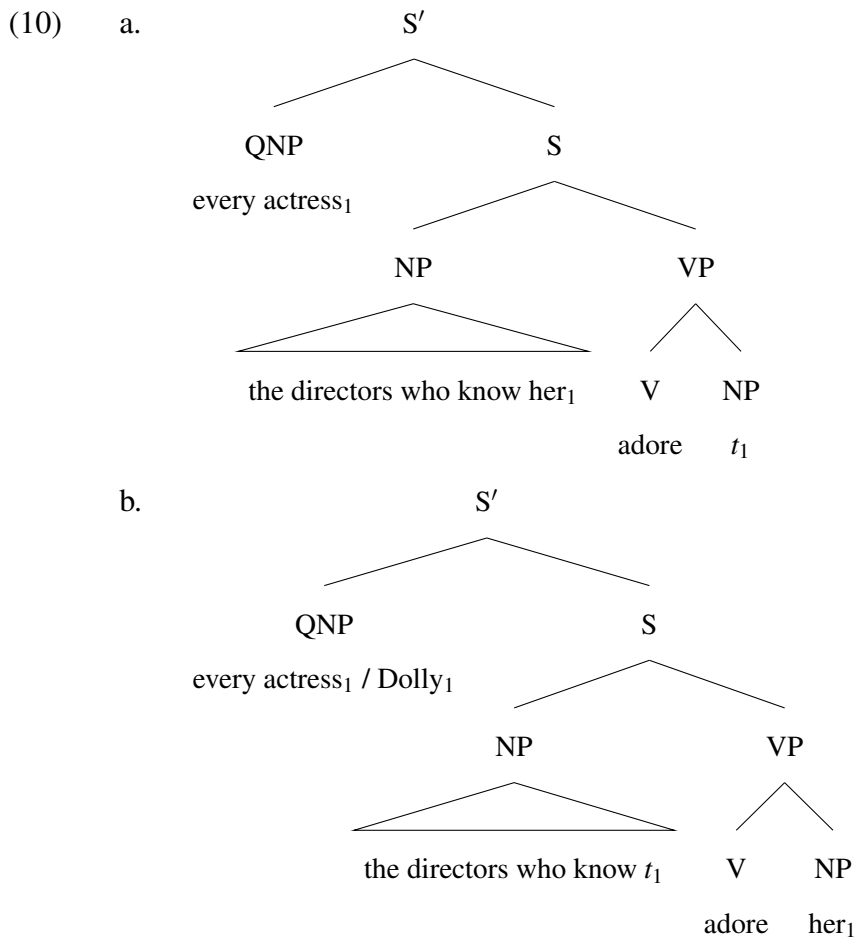 (10) a. S′
QNP S
every actress₁
NP VP
the directors who know her₁ V NP
adore t₁
b. S′
QNP S
every actress₁ / Dolly₁
NP VP
the directors who know t₁ V NP
adore her₁